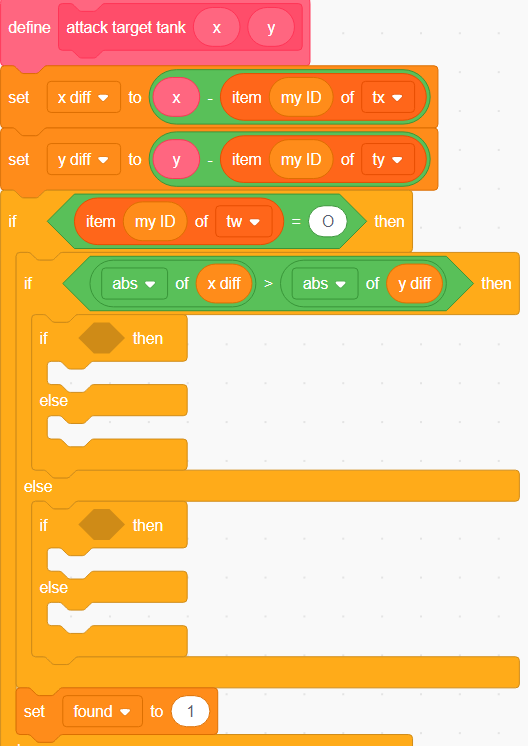 define attack target tank x y
set x diff to x - item my ID of tx
set y diff to y - item my ID of ty
if item my ID of tw = O then
if abs of x diff > abs of y diff then
if then
else
else
if then
else
set found to 1